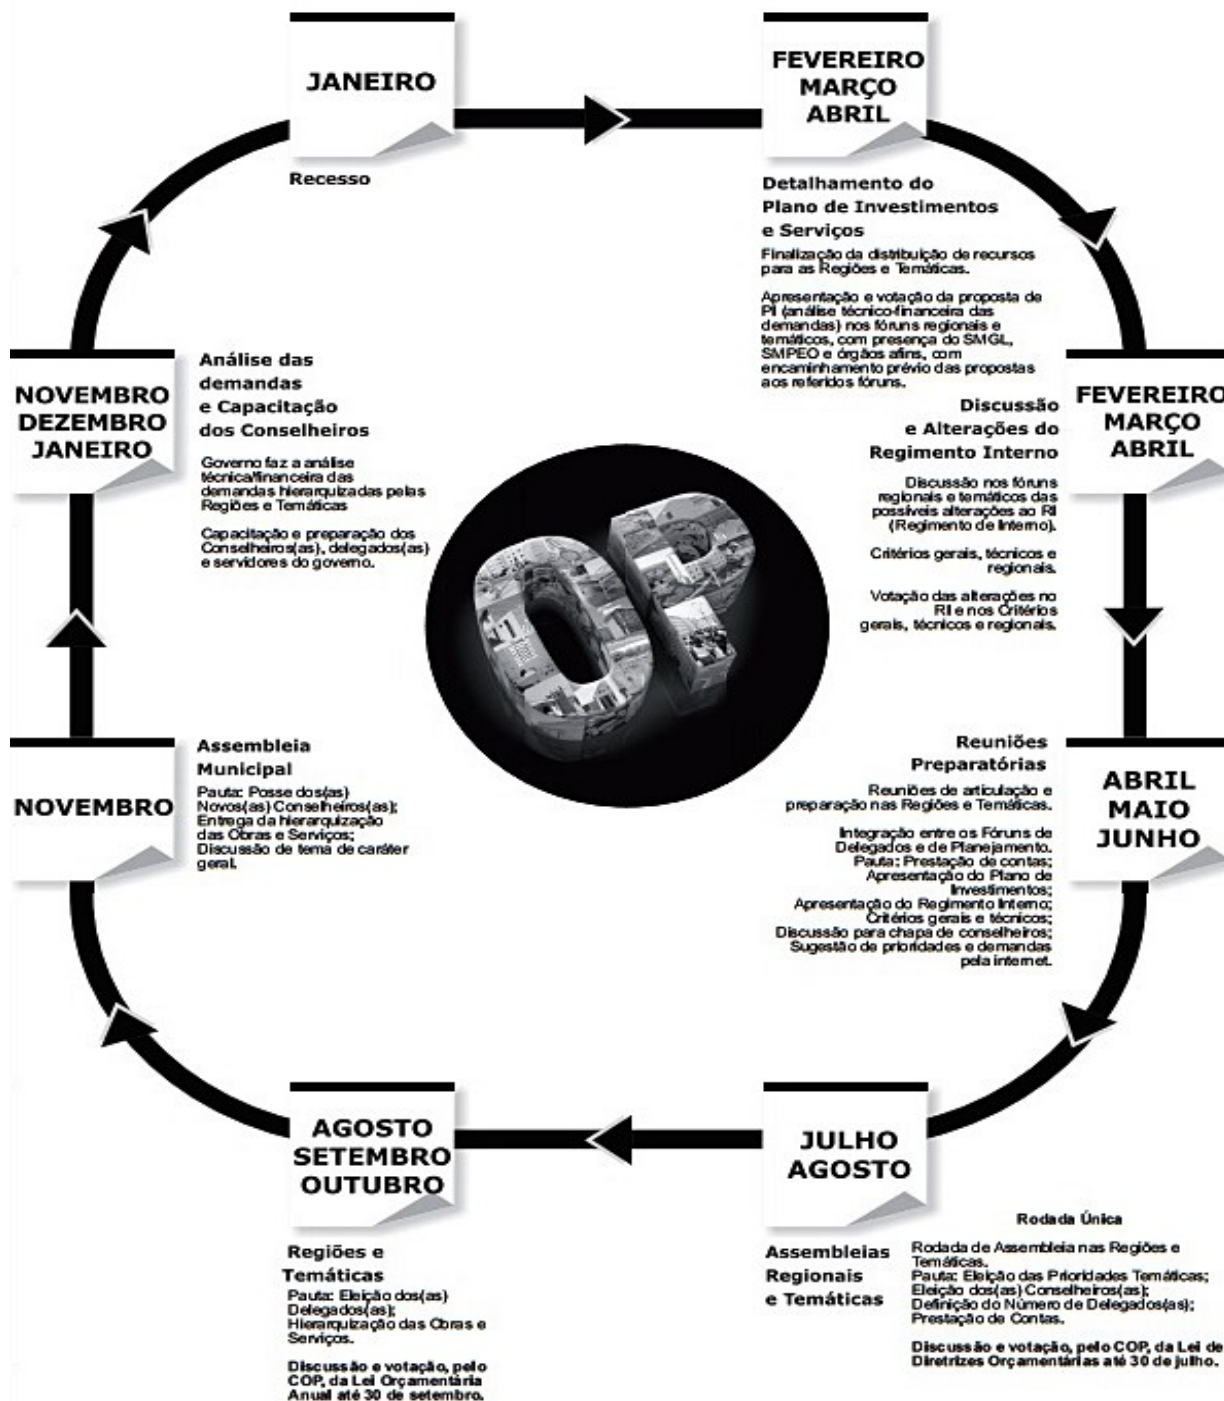 JANEIRO
Recesso
FEVEREIRO
MARÇO
ABRIL
Detalhamento do
Plano de Investimentos
e Serviços
Finalização da distribuição de recursos
para as Regiões e Temáticas.
Apresentação e votação da proposta de
PI (análise técnico-financeira das
demandas) nos fóruns regionais e
temáticos, com presença do SMGL,
SMPEO e órgãos afins, com
encaminhamento prévio das propostas
aos referidos fóruns.
FEVEREIRO
MARÇO
ABRIL
Discussão
e Alterações do
Regimento Interno
Discussão nos fóruns
regionais e temáticos das
possíveis alterações ao RI
(Regimento de Interno).
Critérios gerais, técnicos e
regionais.
Votação das alterações no
RI e nos Critérios
gerais, técnicos e regionais.
ABRIL
MAIO
JUNHO
Reuniões
Preparatórias
Reuniões de articulação e
preparação nas Regiões e Temáticas.
Integração entre os Fóruns de
Delegados e de Planejamento.
Pauta: Prestação de contas;
Apresentação do Plano de
Investimentos;
Apresentação do Regimento Interno;
Critérios gerais e técnicos;
Discussão para chapa de conselheiros;
Sugestão de prioridades e demandas
pela internet.
JULHO
AGOSTO
Assembleias
Regionais
e Temáticas
Rodada Única
Rodada de Assembleia nas Regiões e
Temáticas.
Pauta: Eleição das Prioridades Temáticas;
Eleição dos(as) Conselheiros(as);
Definição do Número de Delegados(as);
Prestação de Contas.
Discussão e votação, pelo COP, da Lei de
Diretrizes Orçamentárias até 30 de julho.
AGOSTO
SETEMBRO
OUTUBRO
Regiões e
Temáticas
Pauta: Eleição dos(as)
Delegados(as);
Hierarquização das Obras e
Serviços.
Discussão e votação, pelo
COP, da Lei Orçamentária
Anual até 30 de setembro.
NOVEMBRO
Assembleia
Municipal
Pauta: Posse dos(as)
Novos(as) Conselheiros(as);
Entrega da hierarquização
das Obras e Serviços;
Discussão de tema de caráter
geral.
NOVEMBRO
DEZEMBRO
JANEIRO
Análise das
demandas
e Capacitação
dos Conselheiros
Governo faz a análise
técnica/financeira das
demandas hierarquizadas pelas
Regiões e Temáticas
Capacitação e preparação dos
Conselheiros(as), delegados(as)
e servidores do governo.
OP